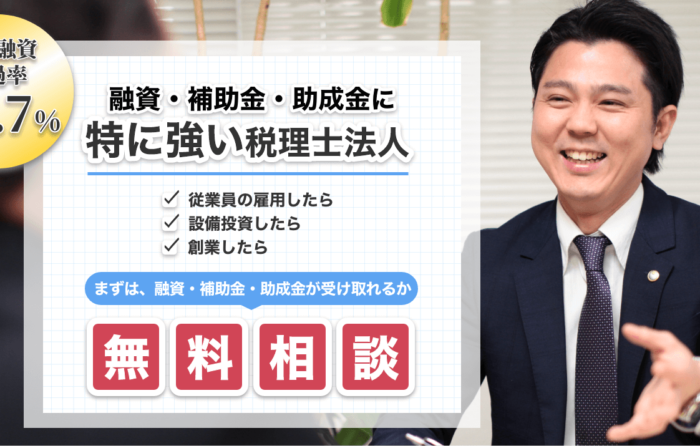 融資
率
.7%
融資・補助金・助成金に
特に強い税理士法人
従業員の雇用したら
設備投資したら
創業したら
まずは、融資・補助金・助成金が受け取れるか
無料相談